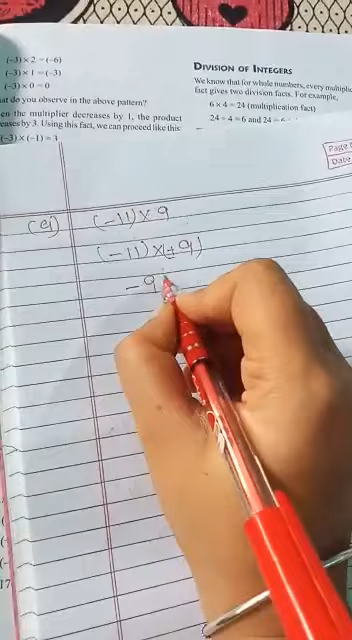 (–3) × 2 = (–6)
(–3) × 1 = (–3)
(–3) × 0 = 0
at do you observe in the above pattern?
en the multiplier decreases by 1, the product
eases by 3. Using this fact, we can proceed like this
(–3) × (–1) = 3
DIVISION OF INTEGERS
We know that for whole numbers, every multiplic
fact gives two division facts. For example,
6 × 4 = 24 (multiplication fact)
24 ÷ 4 = 6 and 24 ÷ 6
Page
Date
(e) (-11) × 9
(-11) × (+9)
-9
17